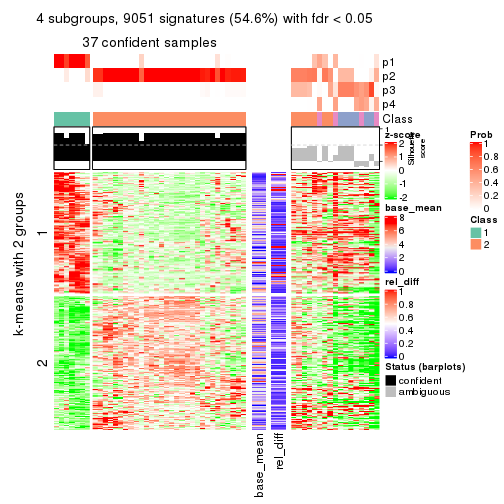 4 subgroups, 9051 signatures (54.6%) with fdr < 0.05
37 confident samples
p1
p2
p3
p4
Class
1
Silhouette
score
k-means with 2 groups
1
2
base_mean
rel_diff
z-score
2
1
0
-1
-2
base_mean
8
6
4
2
0
rel_diff
1
0.8
0.6
0.4
0.2
0
Status (barplots)
confident
ambiguous
Prob
1
0.8
0.6
0.4
0.2
0
Class
1
2